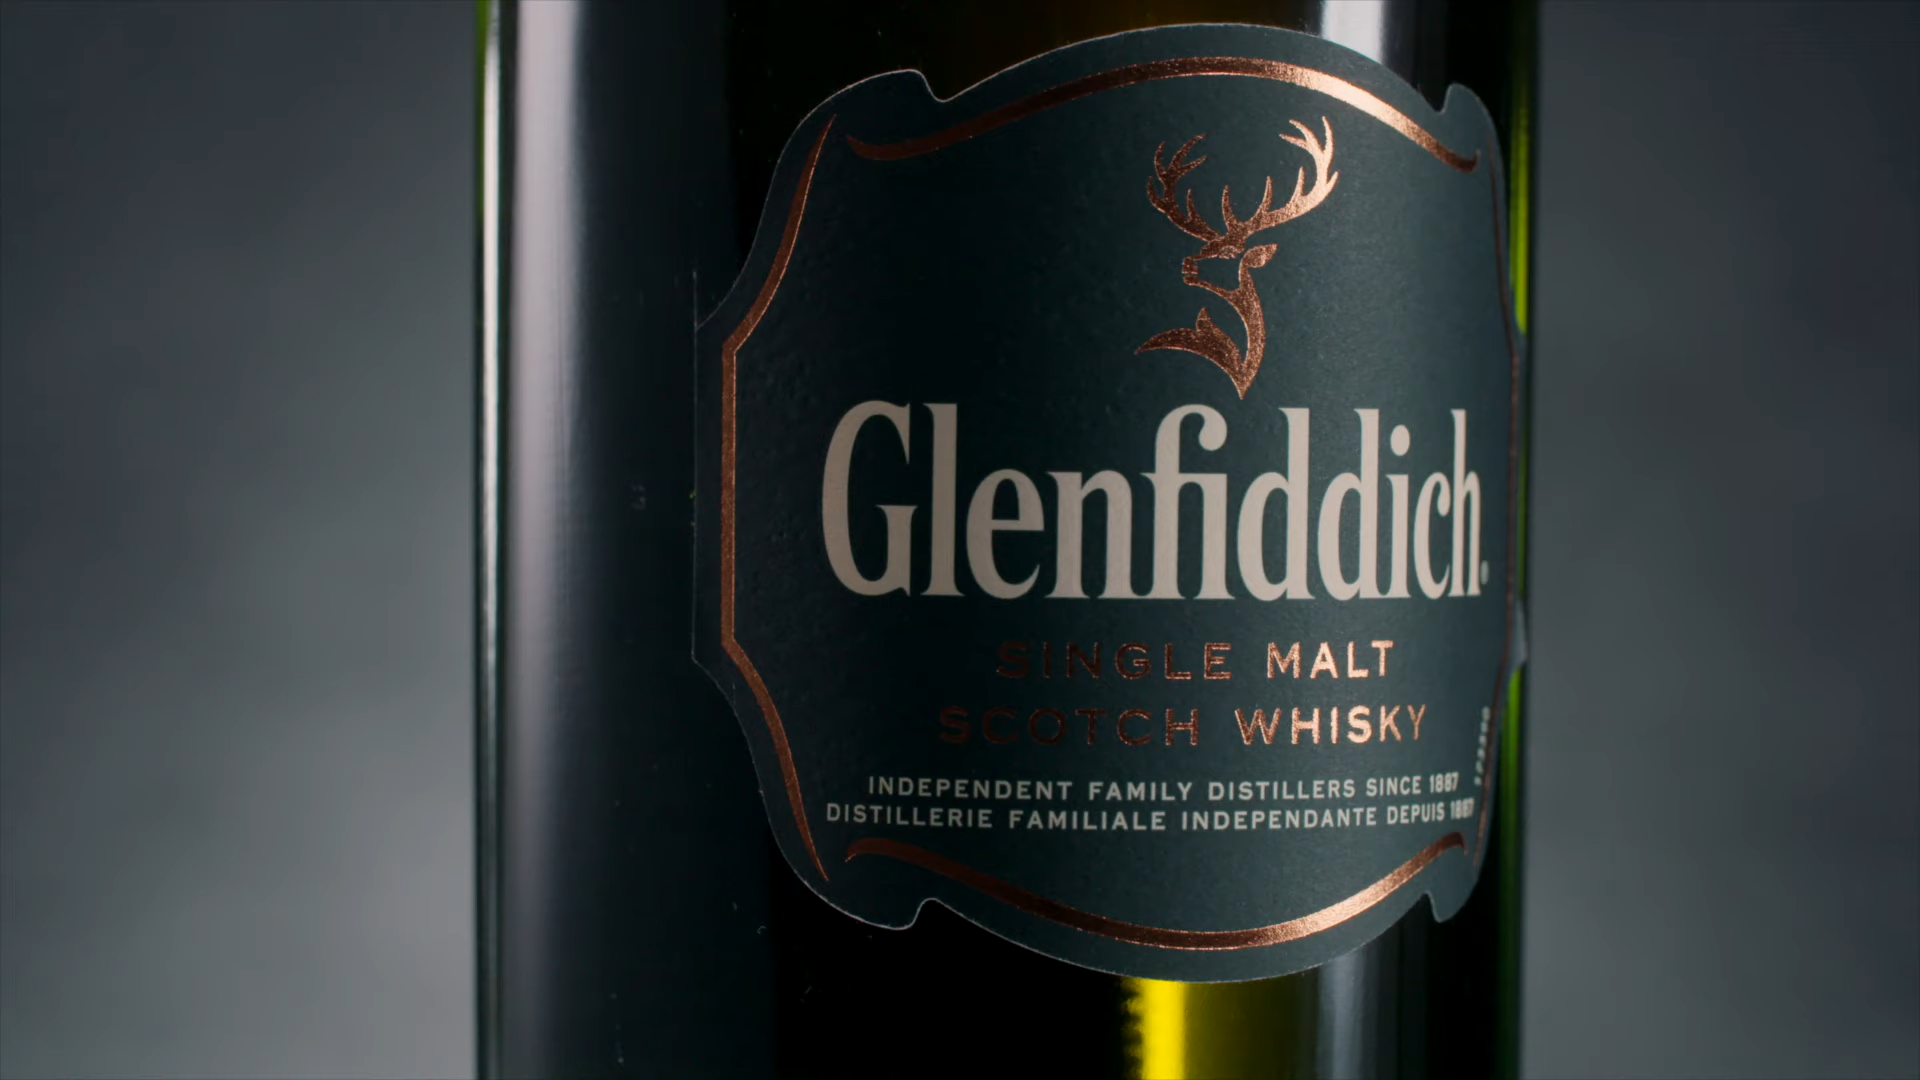 Glenfiddich®
SINGLE MALT
SCOTCH WHISKY
INDEPENDENT FAMILY DISTILLERS SINCE 1887
DISTILLERIE FAMILIALE INDEPENDANTE DEPUIS 1887